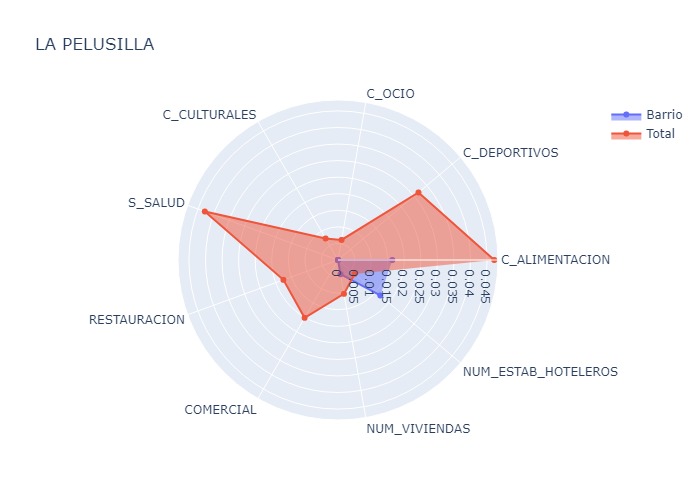 LA PELUSILLA
C_OCIO
C_CULTURALES
Barrio
Total
C_DEPORTIVOS
S_SALUD
C_ALIMENTACION
0
0.005
0.01
0.015
0.02
0.025
0.03
0.035
0.04
0.045
RESTAURACION
NUM_ESTAB_HOTELEROS
COMERCIAL
NUM_VIVIENDAS